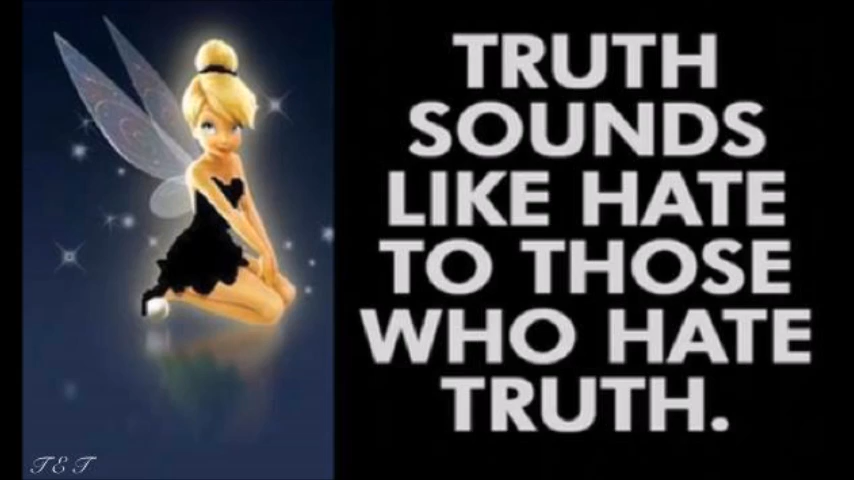 TRUTH
SOUNDS
LIKE HATE
TO THOSE
WHO HATE
TRUTH.
T&T